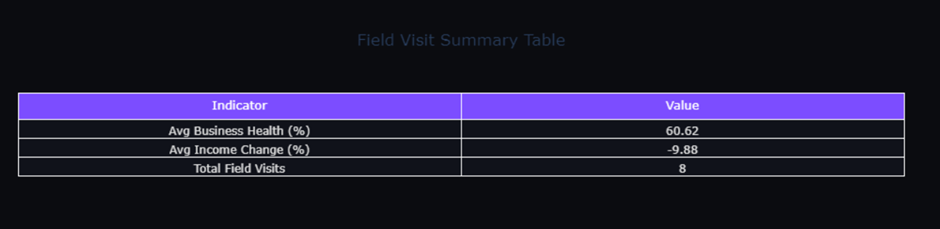 Field Visit Summary Table
Indicator Value
Avg Business Health (%) 60.62
Avg Income Change (%) -9.88
Total Field Visits 8